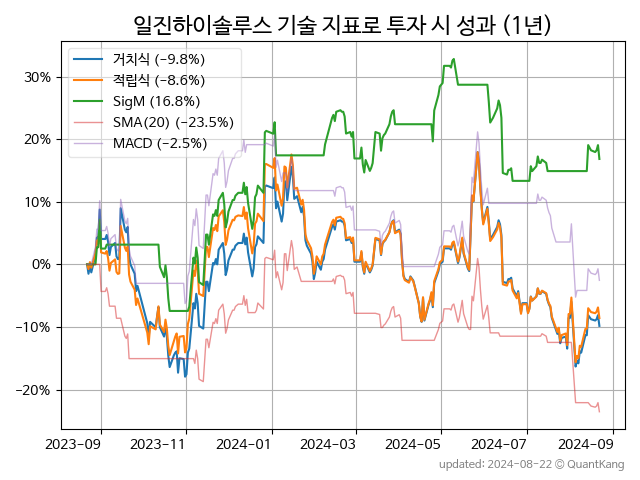 일진하이솔루스 기술 지표로 투자 시 성과 (1년)
거치식 (−9.8%)
적립식 (−8.6%)
SigM (16.8%)
SMA(20) (−23.5%)
MACD (−2.5%)
30%
20%
10%
0%
−10%
−20%
2023-09 2023-11 2024-01 2024-03 2024-05 2024-07 2024-09
updated: 2024-08-22 © QuantKang